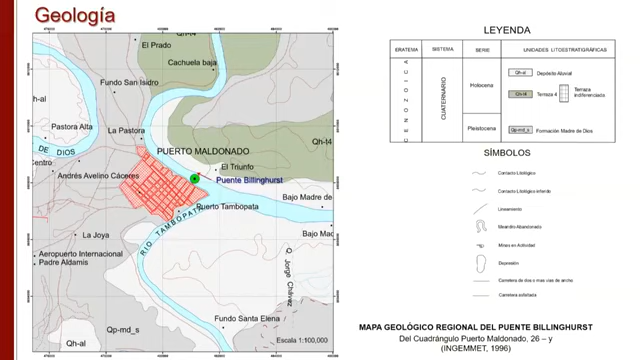 Geología
Qh-t4
El Prado
Cachuela baja
Fundo San Isidro
h-al
Pastora Alta
La Pastora
Qh-t4
DE DIOS
PUERTO MALDONADO
Centro
El Triunfo
Andrés Avelino Cáceres
Puente Billinghurst
Bajo Madre de
Puerto Tambopata
RIO TAMBOPATA
La Joya
Bajo Mad
Aeropuerto Internacional
Padre Aldamis
Q. Jorge Chávez
Fundo Santa Elena
Qp-md_s
Qh-al
Escala 1:100,000
LEYENDA
ERATEMA SISTEMA SERIE UNIDADES LITOESTRATIGRÁFICAS
CENOZOICA
CUATERNARIO
Holocena
Pleistocena
Qh-al Depósito Aluvial
Qh-t4 Terraza 4
Terraza indiferenciada
Qp-md_s Formación Madre de Dios
SÍMBOLOS
Contacto Litológico
Contacto Litológico inferido
Lineamiento
Meandro Abandonado
Mina en Actividad
Depresión
Carretera de dos o mas vías de ancho
Carretera asfaltada
MAPA GEOLÓGICO REGIONAL DEL PUENTE BILLINGHURST
Del Cuadrángulo Puerto Maldonado, 26 – y
(INGEMMET, 1996)